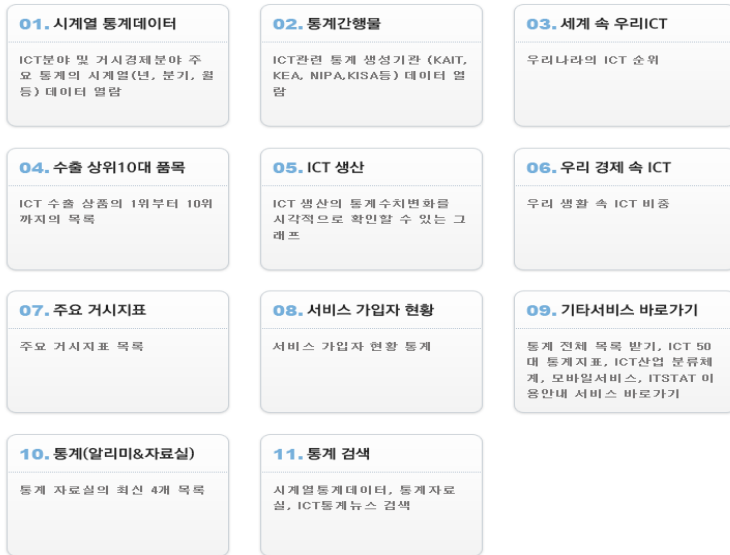 01. 시계열 통계데이터
ICT분야 및 거시경제분야 주
요 통계의 시계열(년, 분기, 월
등) 데이터 열람
02. 통계간행물
ICT관련 통계 생성기관 (KAIT,
KEA, NIPA,KISA등) 데이터 열
람
03. 세계 속 우리ICT
우리나라의 ICT 순위
04. 수출 상위10대 품목
ICT 수출 상품의 1위부터 10위
까지의 목록
05. ICT 생산
ICT 생산의 통계수치변화를
시각적으로 확인할 수 있는 그
래프
06. 우리 경제 속 ICT
우리 생활 속 ICT 비중
07. 주요 거시지표
주요 거시지표 목록
08. 서비스 가입자 현황
서비스 가입자 현황 통계
09. 기타서비스 바로가기
통계 전체 목록 받기, ICT 50
대 통계지표, ICT산업 분류체
계, 모바일서비스, ITSTAT 이
용안내 서비스 바로가기
10. 통계(알리미&자료실)
통계 자료실의 최신 4개 목록
11. 통계 검색
시계열통계데이터, 통계자료
실, ICT통계뉴스 검색